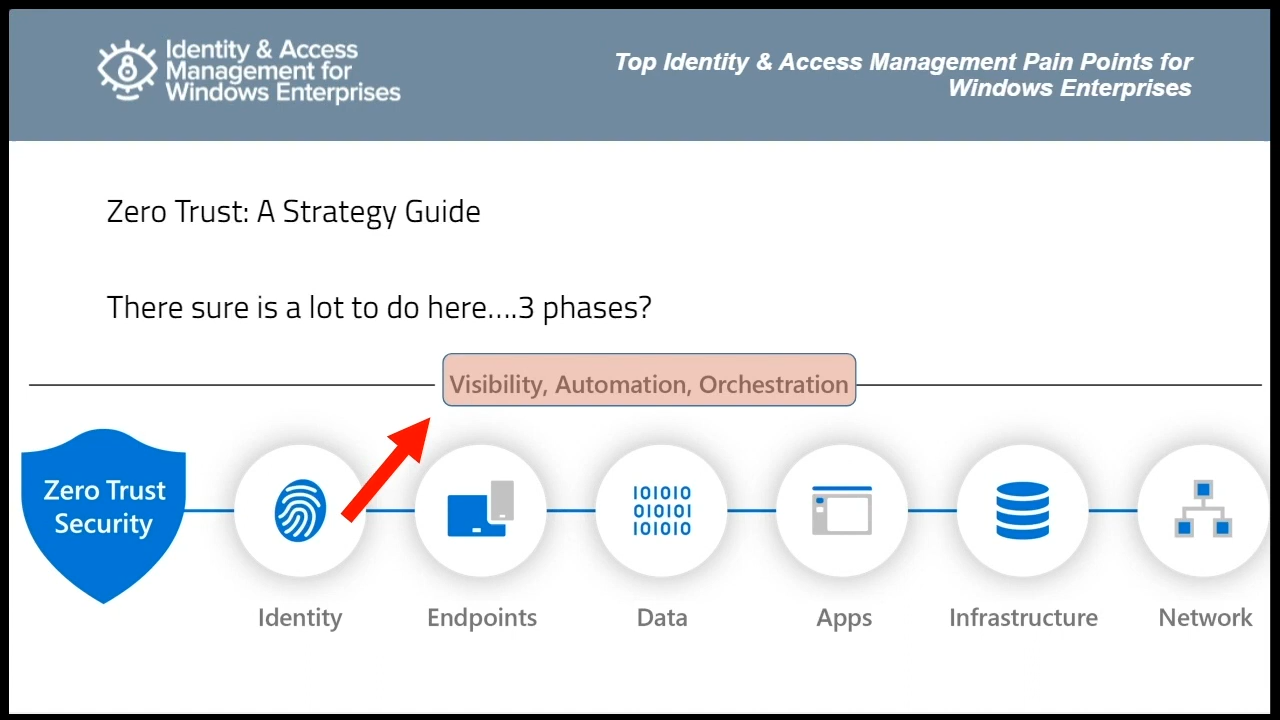 Identity & Access
Management for
Windows Enterprises
Top Identity & Access Management Pain Points for
Windows Enterprises
Zero Trust: A Strategy Guide
There sure is a lot to do here....3 phases?
Visibility, Automation, Orchestration
Zero Trust
Security
101010
010101
101010
Identity
Endpoints
Data
Apps
Infrastructure
Network